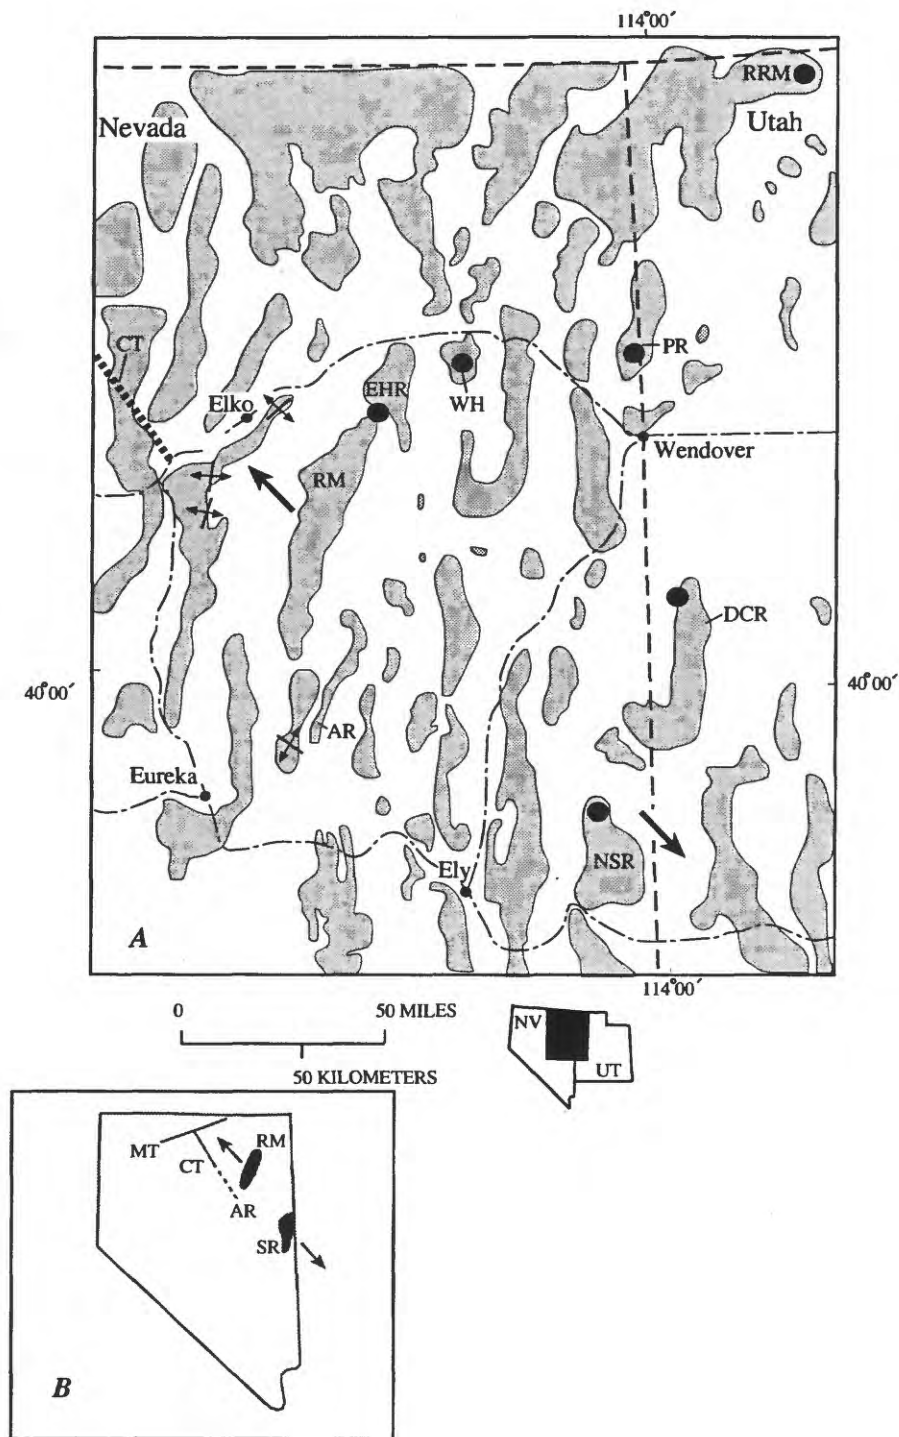 114°00′
RRM
Nevada
Utah
CT
PR
Elko
EHR
WH
Wendover
RM
DCR
40°00′
40°00′
AR
Eureka
NSR
Ely
A
114°00′
0
50 MILES
NV
UT
50 KILOMETERS
MT
RM
CT
AR
SR
B